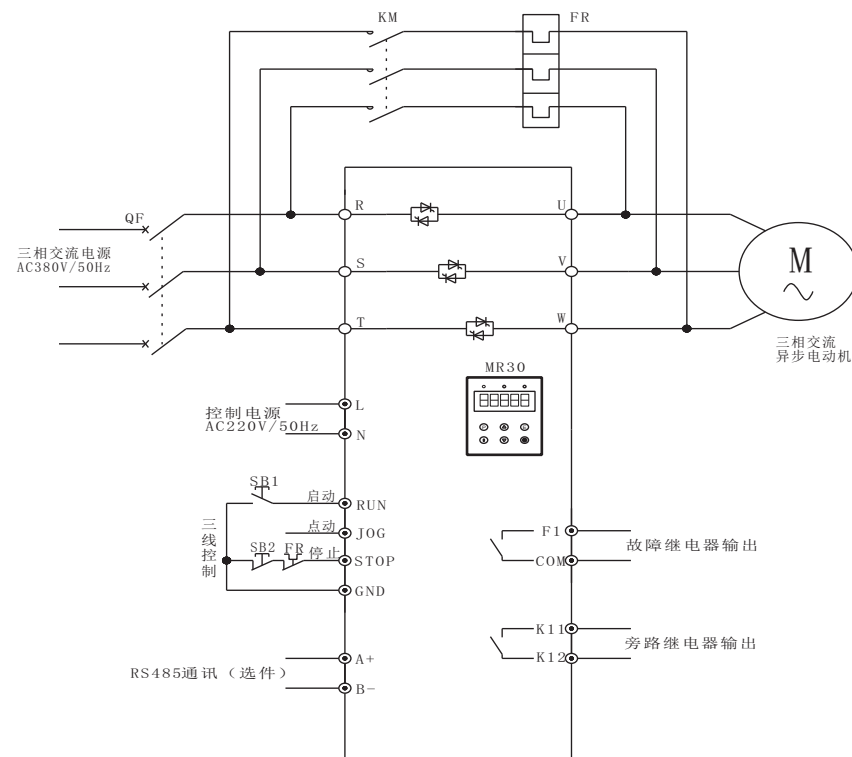 KM
FR
R
U
QF
三相交流电源
AC380V/50Hz
S
V
M
T
W
三相交流
异步电动机
MR30
88888
控制电源
AC220V/50Hz
L
N
SB1
启动
RUN
点动
JOG
三线控制
SB2
FR
停止
STOP
GND
F1
故障继电器输出
COM
K11
旁路继电器输出
K12
RS485通讯（选件）
A+
B-